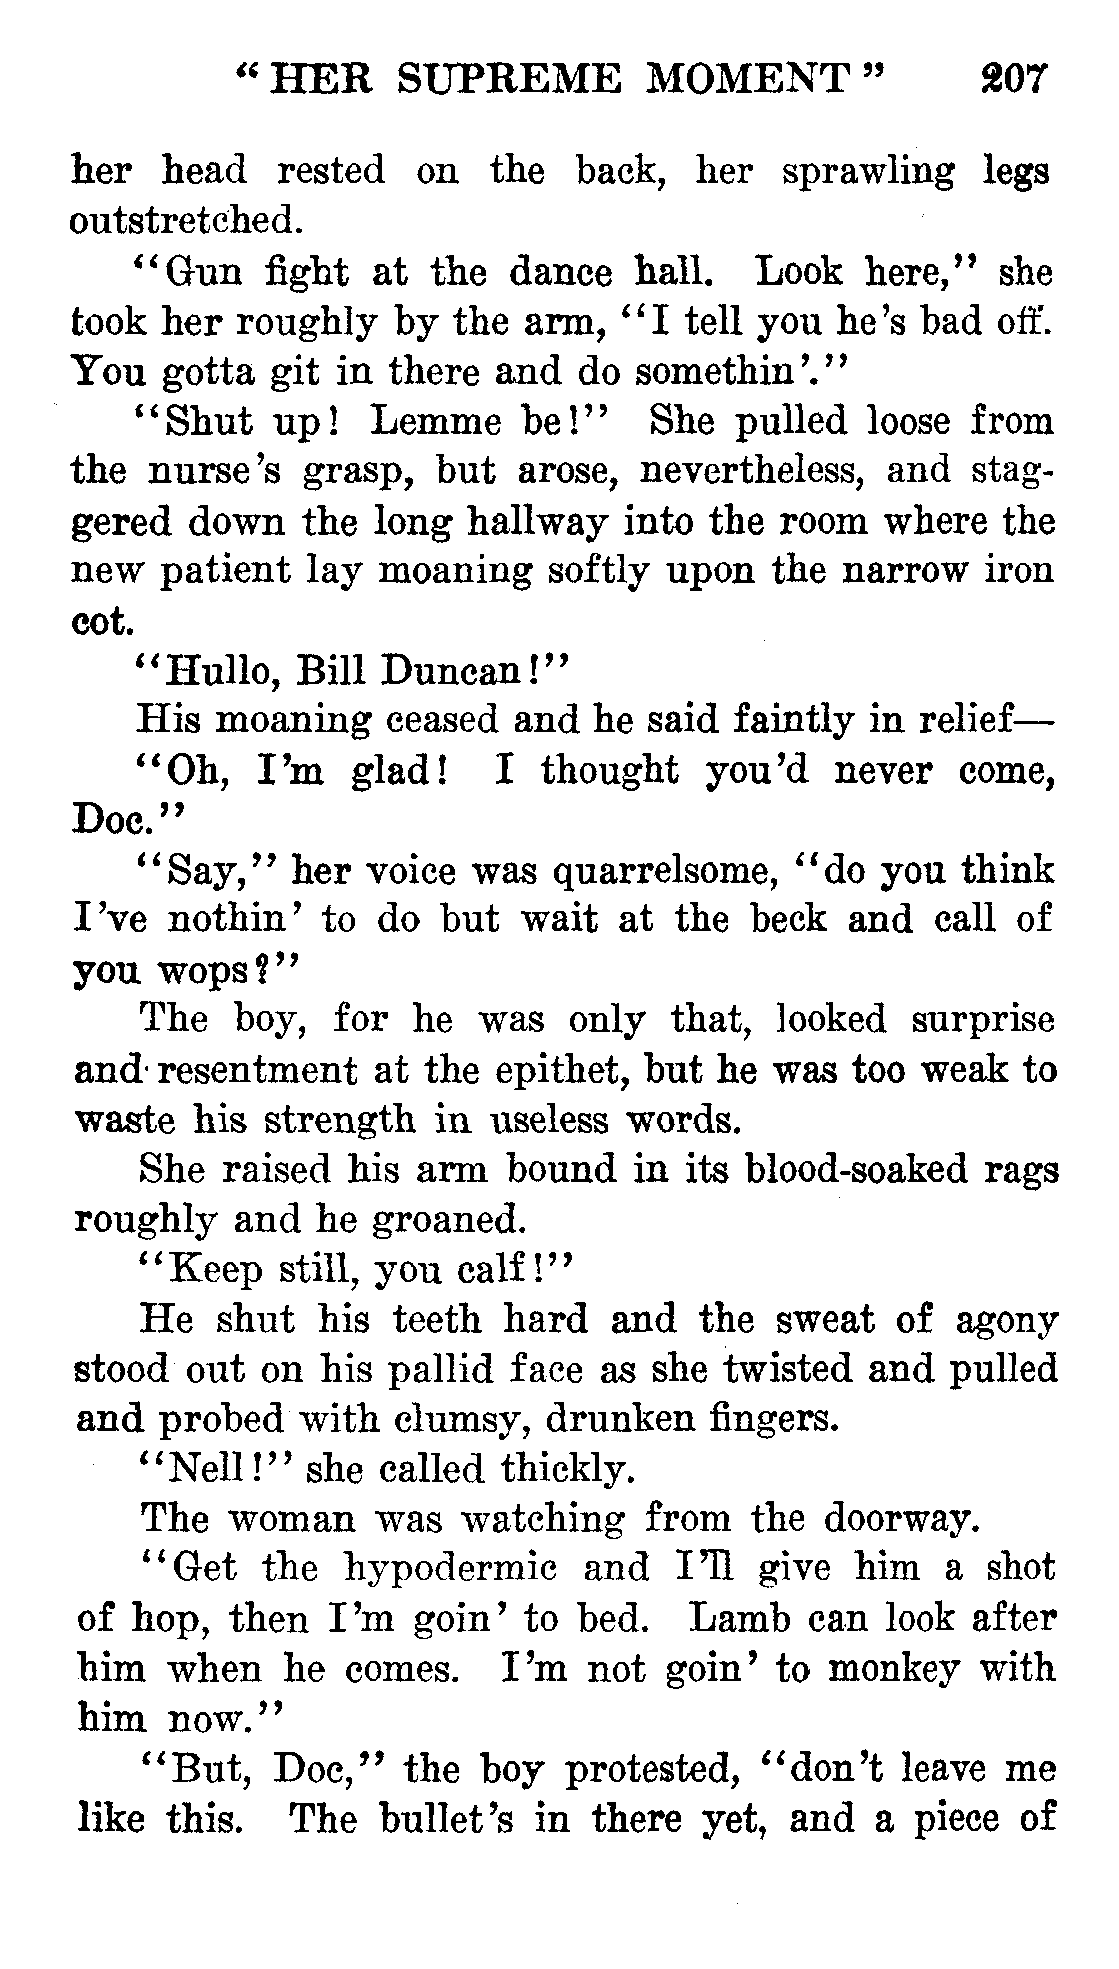 “ HER SUPREME MOMENT ” 207
her head rested on the back, her sprawling legs
outstretched.
“Gun fight at the dance hall. Look here,” she
took her roughly by the arm, “I tell you he’s bad off.
You gotta git in there and do somethin’.”
“Shut up! Lemme be!” She pulled loose from
the nurse’s grasp, but arose, nevertheless, and stag-
gered down the long hallway into the room where the
new patient lay moaning softly upon the narrow iron
cot.
“Hullo, Bill Duncan!”
His moaning ceased and he said faintly in relief—
“Oh, I’m glad! I thought you’d never come,
Doc.”
“Say,” her voice was quarrelsome, “do you think
I’ve nothin’ to do but wait at the beck and call of
you wops?”
The boy, for he was only that, looked surprise
and resentment at the epithet, but he was too weak to
waste his strength in useless words.
She raised his arm bound in its blood-soaked rags
roughly and he groaned.
“Keep still, you calf!”
He shut his teeth hard and the sweat of agony
stood out on his pallid face as she twisted and pulled
and probed with clumsy, drunken fingers.
“Nell!” she called thickly.
The woman was watching from the doorway.
“Get the hypodermic and I’ll give him a shot
of hop, then I’m goin’ to bed. Lamb can look after
him when he comes. I’m not goin’ to monkey with
him now.”
“But, Doc,” the boy protested, “don’t leave me
like this. The bullet’s in there yet, and a piece of